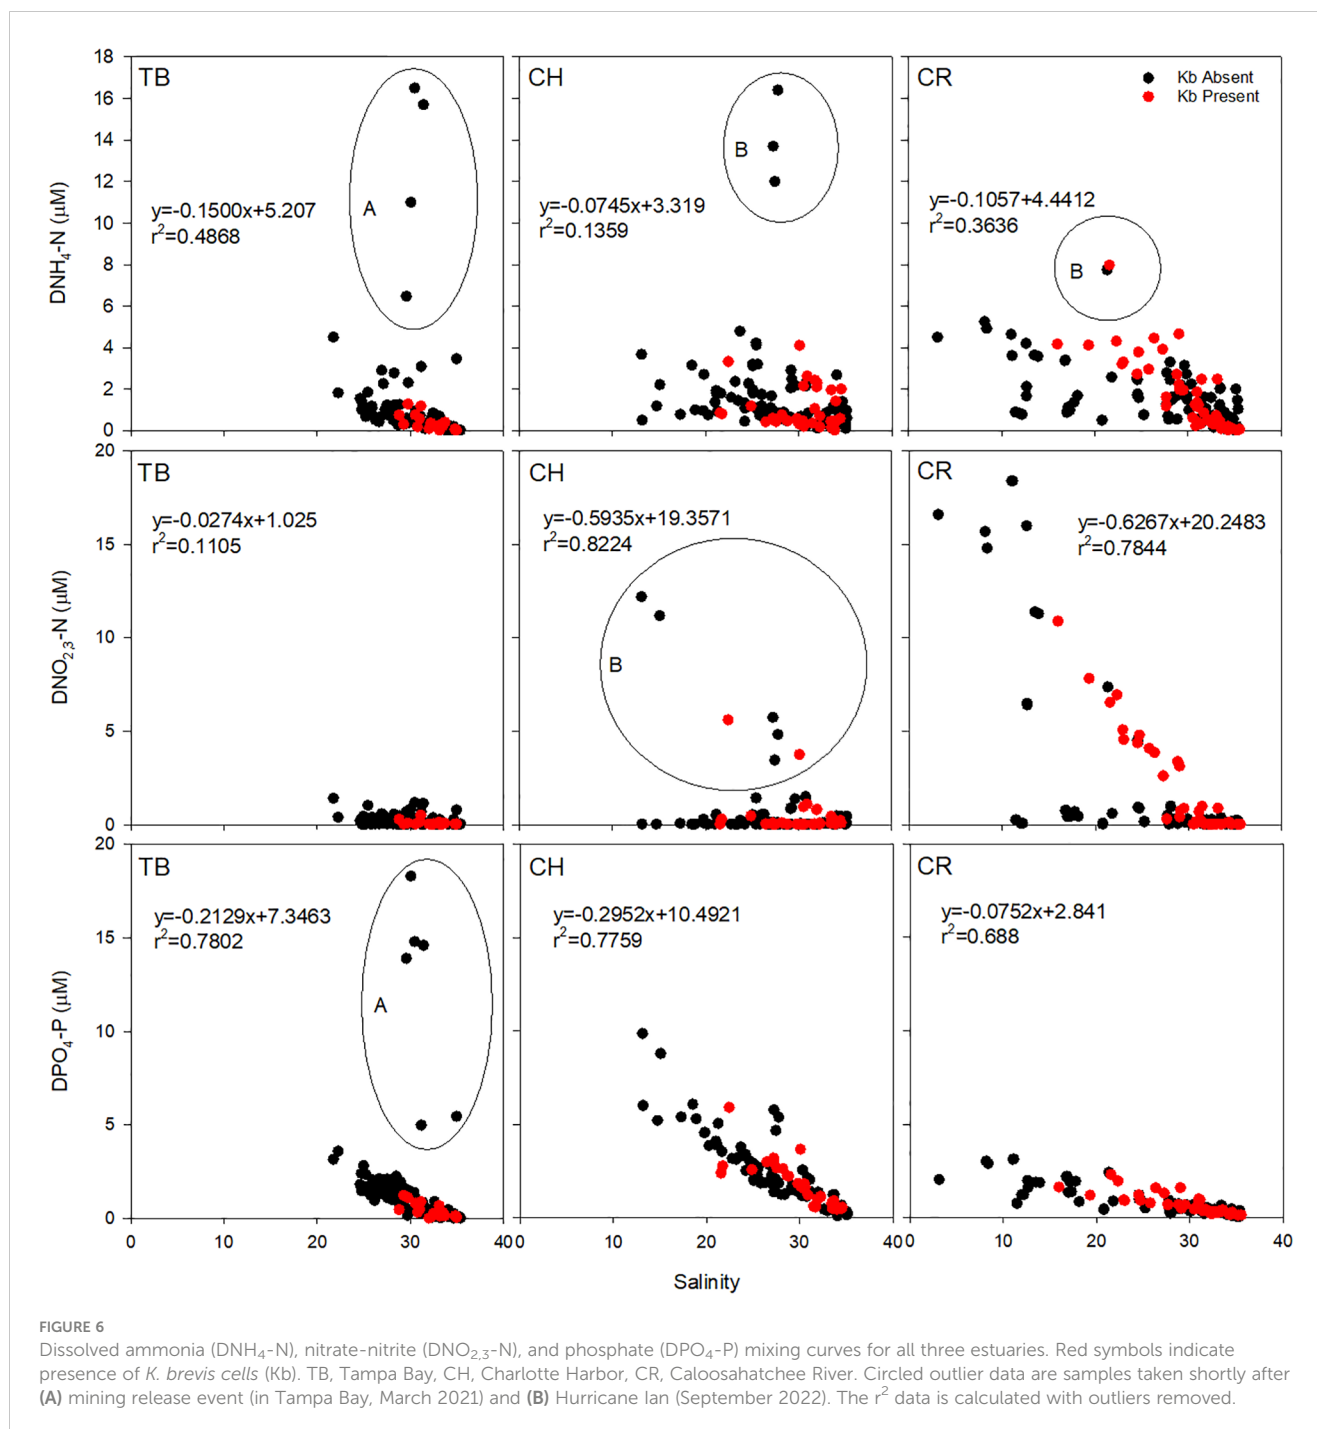 TB
CH
CR
Kb Absent
Kb Present
18
16
14
12
10
8
6
4
2
0
DNH₄-N (μM)
A
y=-0.1500x+5.207
r²=0.4868
B
y=-0.0745x+3.319
r²=0.1359
y=-0.1057+4.4412
r²=0.3636
B
20
15
10
5
0
DNO₂,₃-N (μM)
TB
y=-0.0274x+1.025
r²=0.1105
CH
y=-0.5935x+19.3571
r²=0.8224
B
CR
y=-0.6267x+20.2483
r²=0.7844
20
15
10
5
0
DPO₄-P (μM)
TB
y=-0.2129x+7.3463
r²=0.7802
A
CH
y=-0.2952x+10.4921
r²=0.7759
CR
y=-0.0752x+2.841
r²=0.688
0 10 20 30 40 20 30 40 0 10 20 30 40
Salinity
FIGURE 6
Dissolved ammonia (DNH₄-N), nitrate-nitrite (DNO₂,₃-N), and phosphate (DPO₄-P) mixing curves for all three estuaries. Red symbols indicate
presence of K. brevis cells (Kb). TB, Tampa Bay, CH, Charlotte Harbor, CR, Caloosahatchee River. Circled outlier data are samples taken shortly after
(A) mining release event (in Tampa Bay, March 2021) and (B) Hurricane Ian (September 2022). The r² data is calculated with outliers removed.